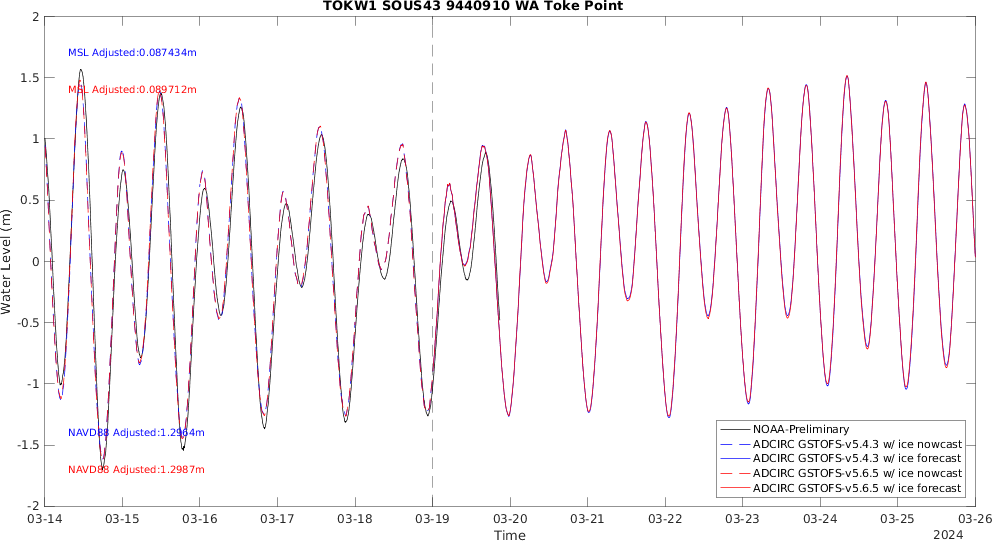 TOKW1 SOUS43 9440910 WA Toke Point
MSL Adjusted:0.087434m
MSL Adjusted:0.089712m
NAVD88 Adjusted:1.2964m
NAVD88 Adjusted:1.2987m
Water Level (m)
2
1.5
1
0.5
0
-0.5
-1
-1.5
-2
NOAA-Preliminary
ADCIRC GSTOFS-v5.4.3 w/ ice nowcast
ADCIRC GSTOFS-v5.4.3 w/ ice forecast
ADCIRC GSTOFS-v5.6.5 w/ ice nowcast
ADCIRC GSTOFS-v5.6.5 w/ ice forecast
03-14 03-15 03-16 03-17 03-18 03-19 03-20 03-21 03-22 03-23 03-24 03-25 03-26
Time
2024